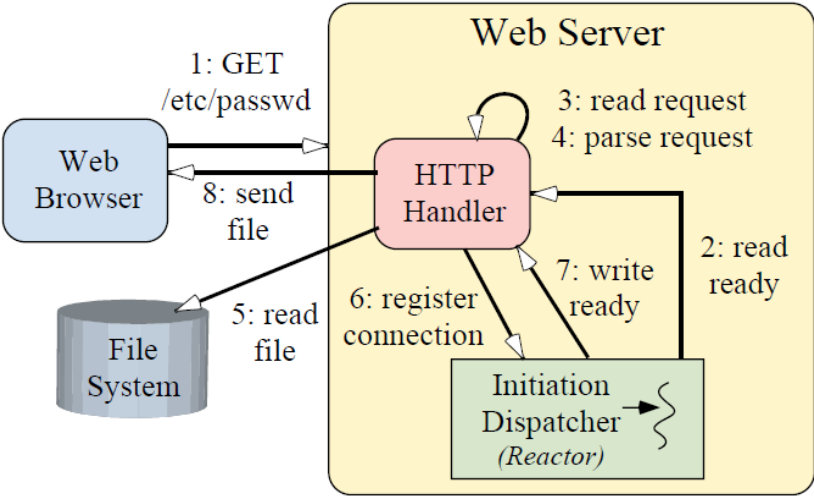 Web Server
1: GET
/etc/passwd
3: read request
4: parse request
Web
Browser
HTTP
Handler
8: send
file
2: read
ready
7: write
ready
6: register
connection
5: read
file
File
System
Initiation
Dispatcher
(Reactor)